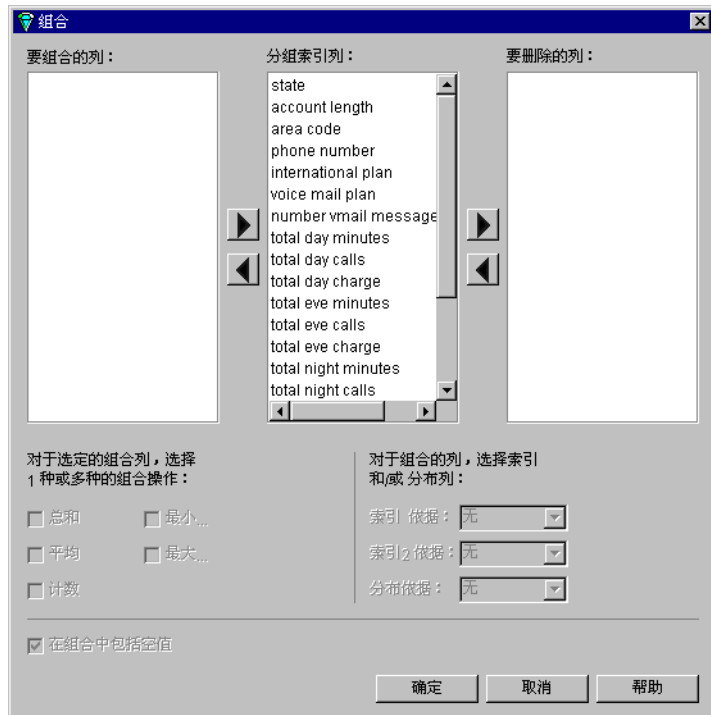 组合
要组合的列：
分组索引列：
要删除的列：
state
account length
area code
phone number
international plan
voice mail plan
number vmail message
total day minutes
total day calls
total day charge
total eve minutes
total eve calls
total eve charge
total night minutes
total night calls
对于选定的组合列，选择
1 种或多种的组合操作：
总和
最小...
平均
最大...
计数
对于组合的列，选择索引
和/或 分布列：
索引 依据：无
索引2 依据：无
分布依据：无
在组合中包括空值
确定
取消
帮助